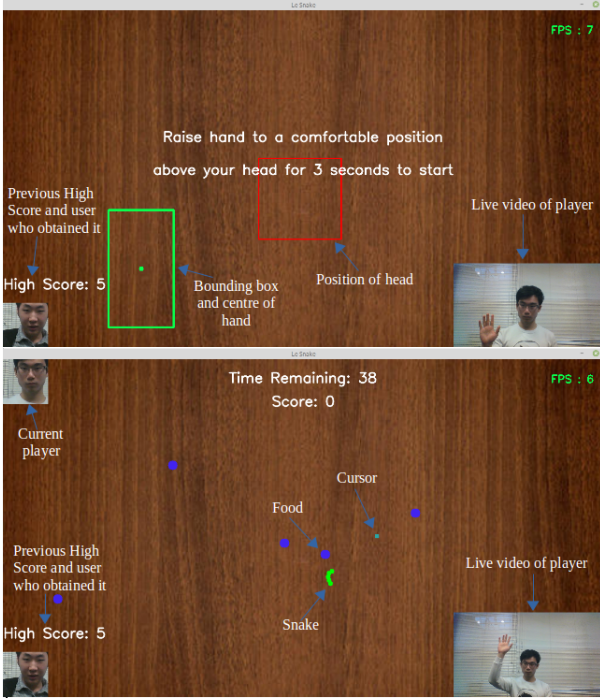 Le Snake
FPS : 7
Raise hand to a comfortable position
above your head for 3 seconds to start
Previous High
Score and user
who obtained it
Live video of player
High Score: 5
Bounding box
and centre of
hand
Position of head
Le Snake
Time Remaining: 38
FPS : 6
Score: 0
Current
player
Cursor
Food
Previous High
Score and user
who obtained it
Live video of player
Snake
High Score: 5